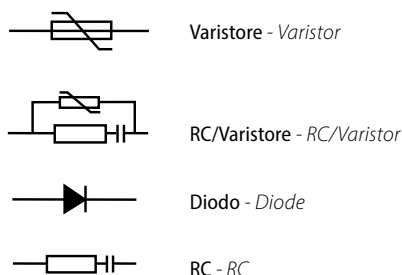 Varistore - Varistor
RC/Varistore - RC/Varistor
Diodo - Diode
RC - RC